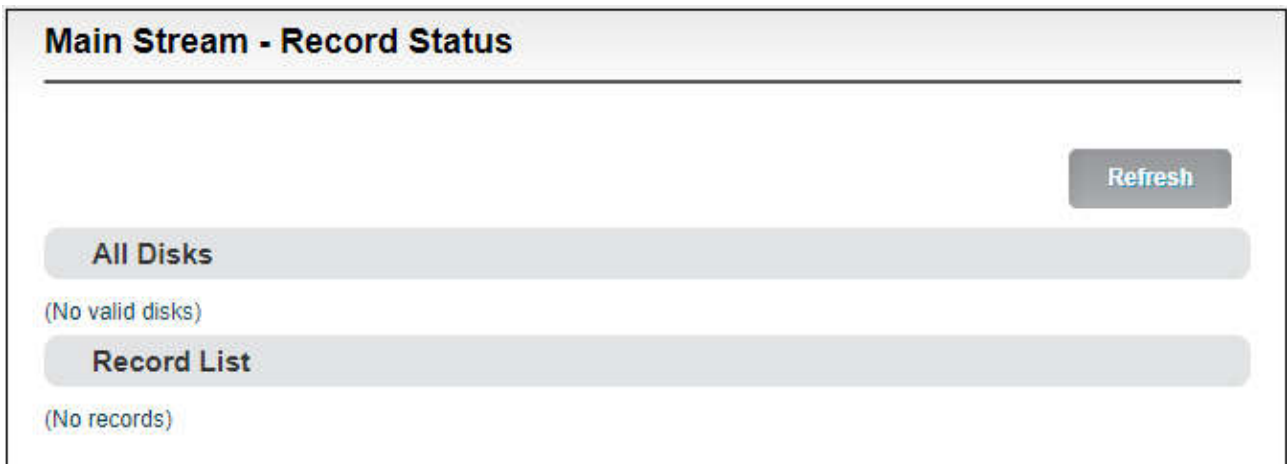 Main Stream - Record Status
Refresh
All Disks
(No valid disks)
Record List
(No records)